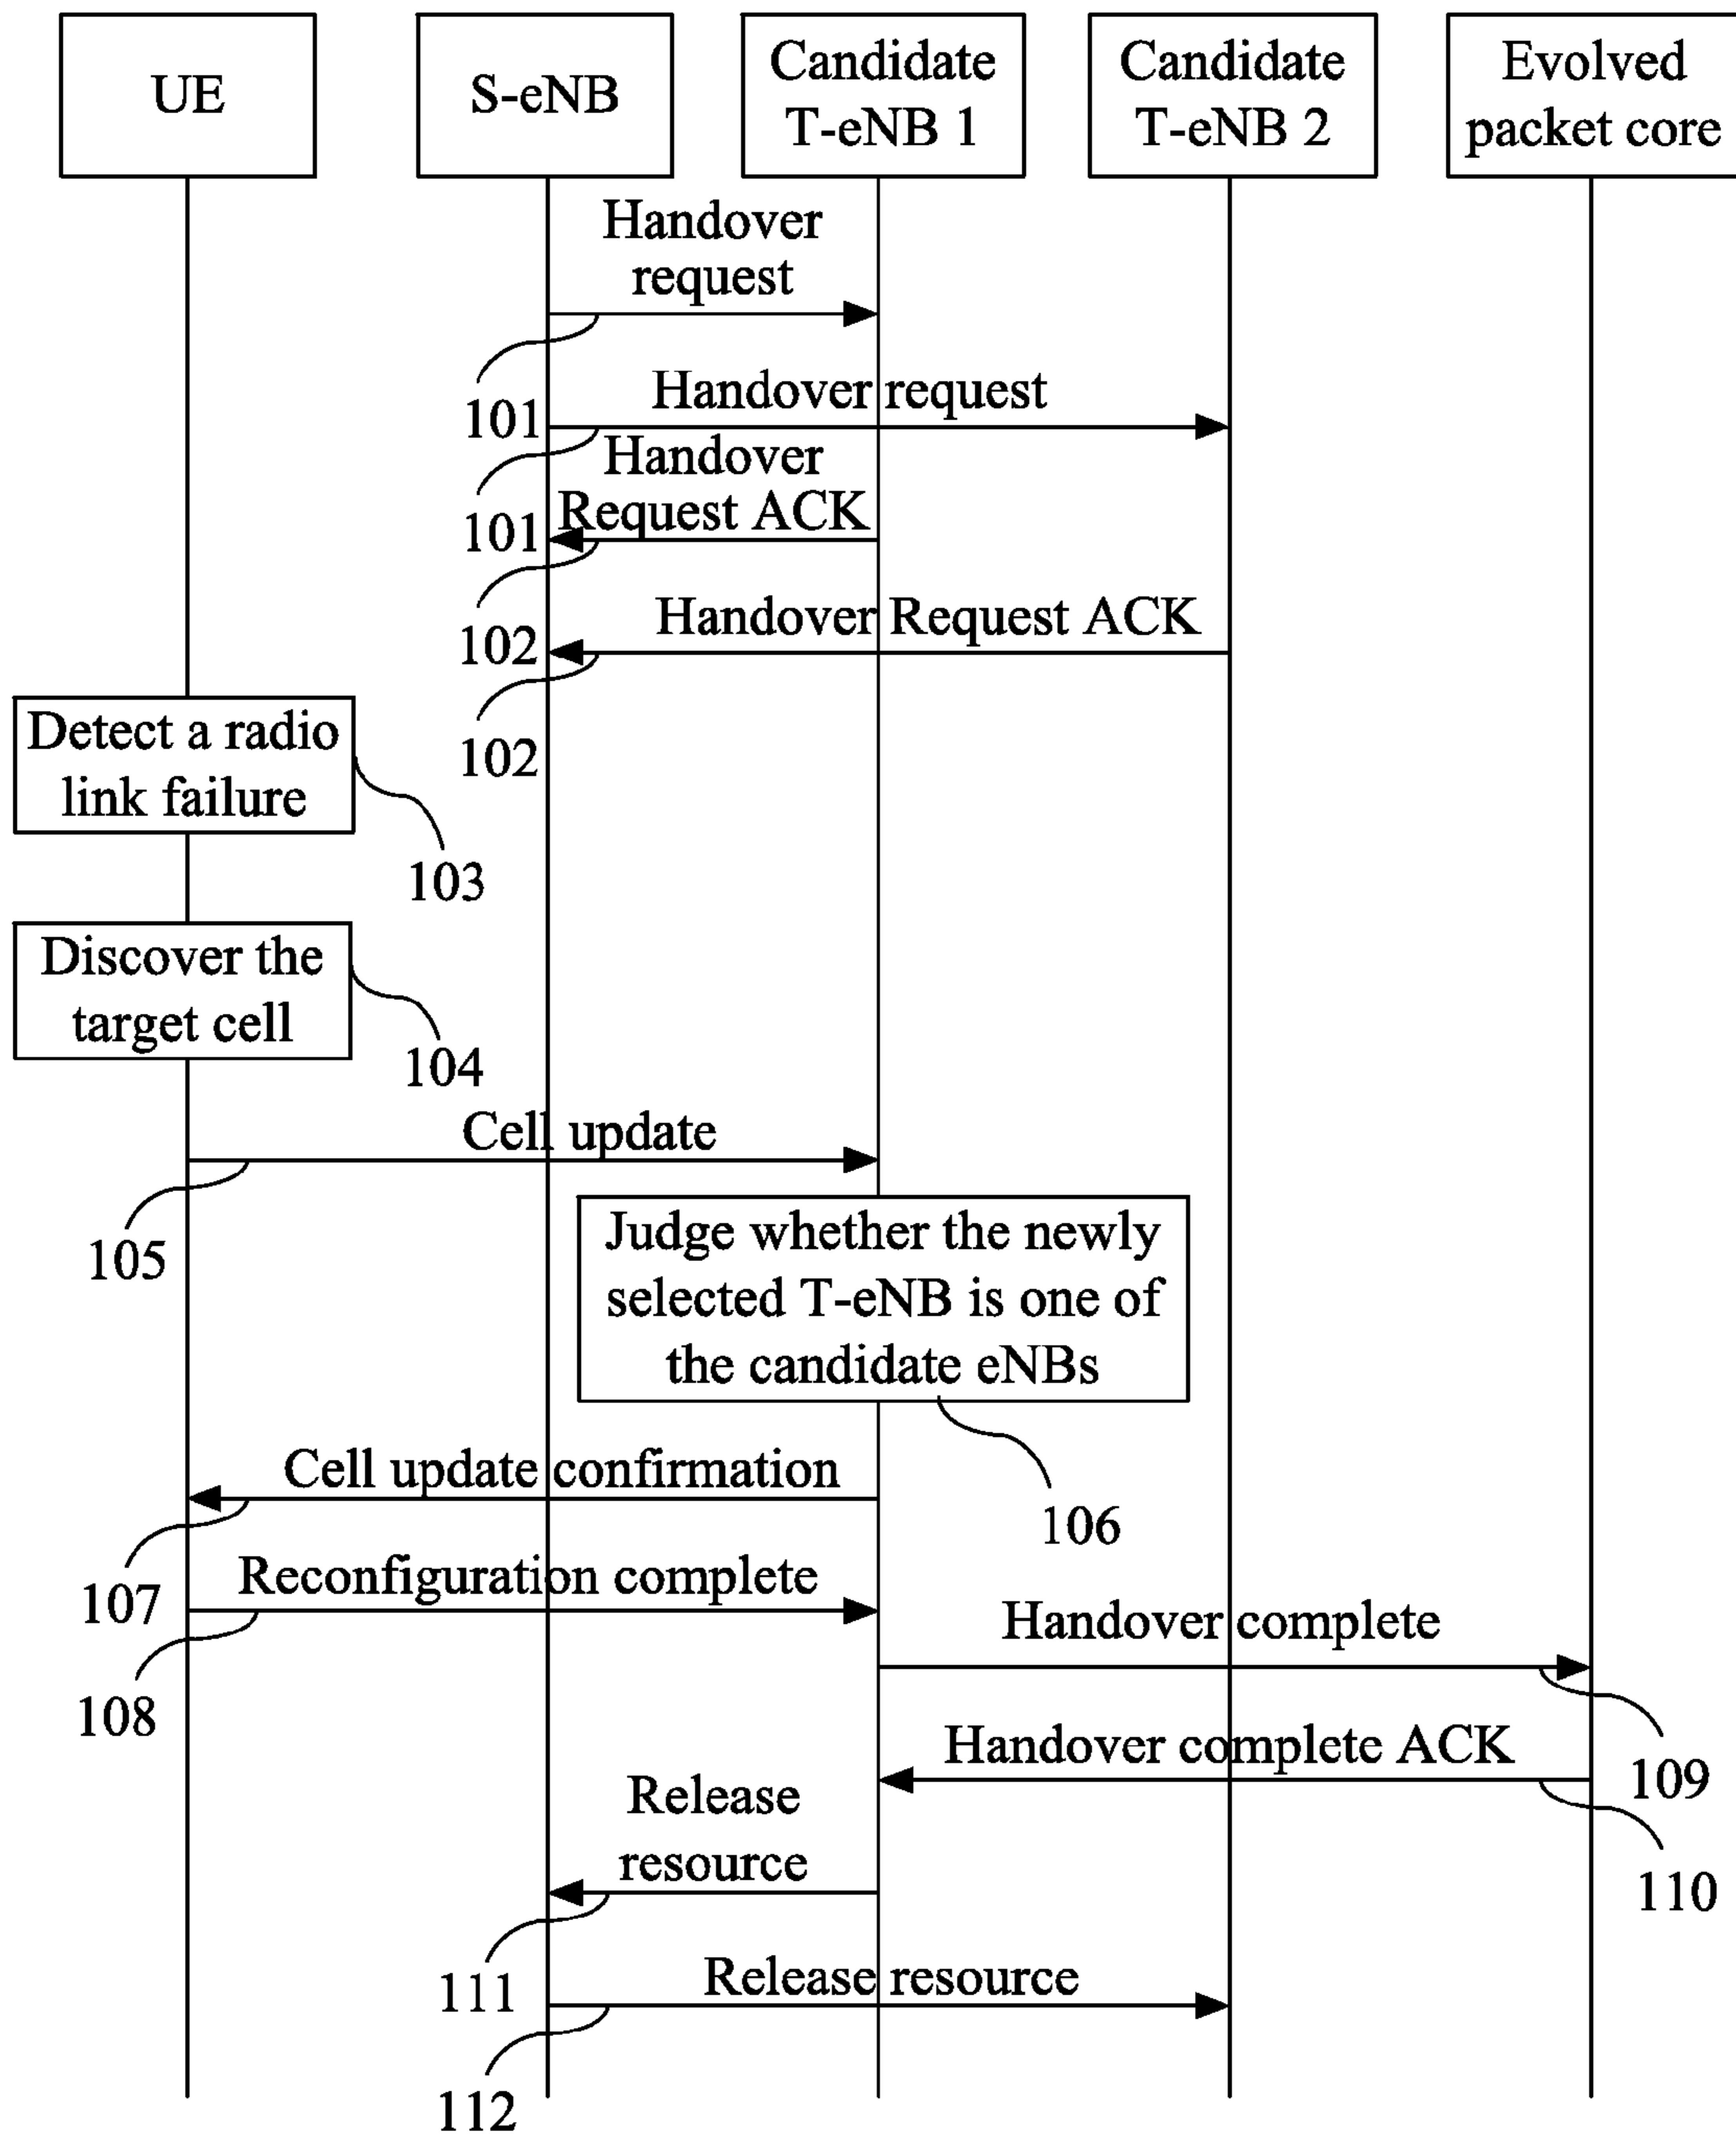 UE
S-eNB
Candidate
T-eNB 1
Candidate
T-eNB 2
Evolved
packet core
Handover
request
101
Handover request
101
Handover
Request ACK
102
Handover Request ACK
102
Detect a radio
link failure
103
Discover the
target cell
104
Cell update
105
Judge whether the newly
selected T-eNB is one of
the candidate eNBs
106
Cell update confirmation
107
Reconfiguration complete
108
Handover complete
109
Handover complete ACK
110
Release
resource
111
Release resource
112